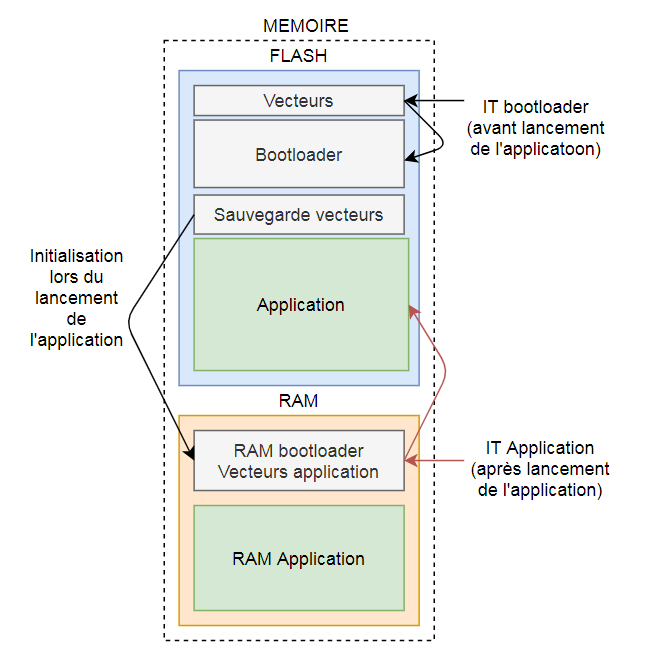 MEMOIRE
FLASH
Vecteurs
IT bootloader
(avant lancement
de l'applicatoon)
Bootloader
Sauvegarde vecteurs
Initialisation
lors du
lancement
de
l'application
Application
RAM
RAM bootloader
Vecteurs application
IT Application
(après lancement
de l'application)
RAM Application